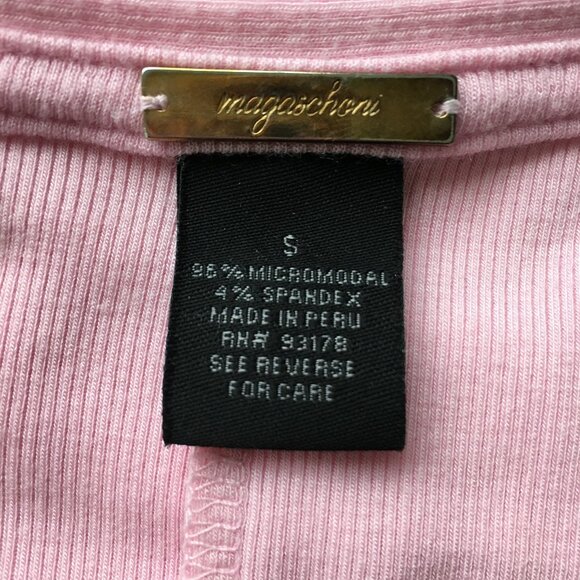 magaschoni
S
96% MICROMODAL
4% SPANDEX
MADE IN PERU
RN# 93178
SEE REVERSE
FOR CARE